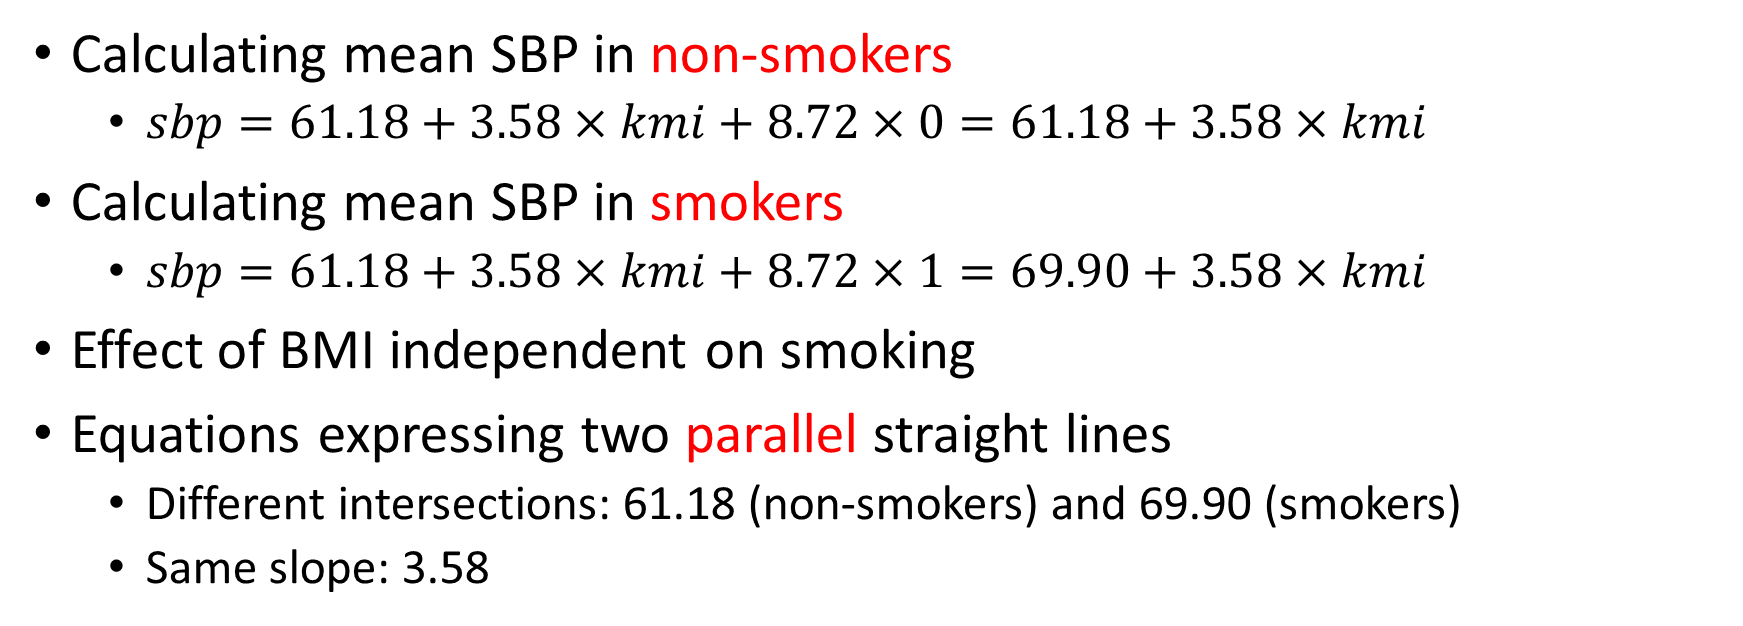 • Calculating mean SBP in non-smokers
• sbp = 61.18 + 3.58 × kmi + 8.72 × 0 = 61.18 + 3.58 × kmi
• Calculating mean SBP in smokers
• sbp = 61.18 + 3.58 × kmi + 8.72 × 1 = 69.90 + 3.58 × kmi
• Effect of BMI independent on smoking
• Equations expressing two parallel straight lines
• Different intersections: 61.18 (non-smokers) and 69.90 (smokers)
• Same slope: 3.58